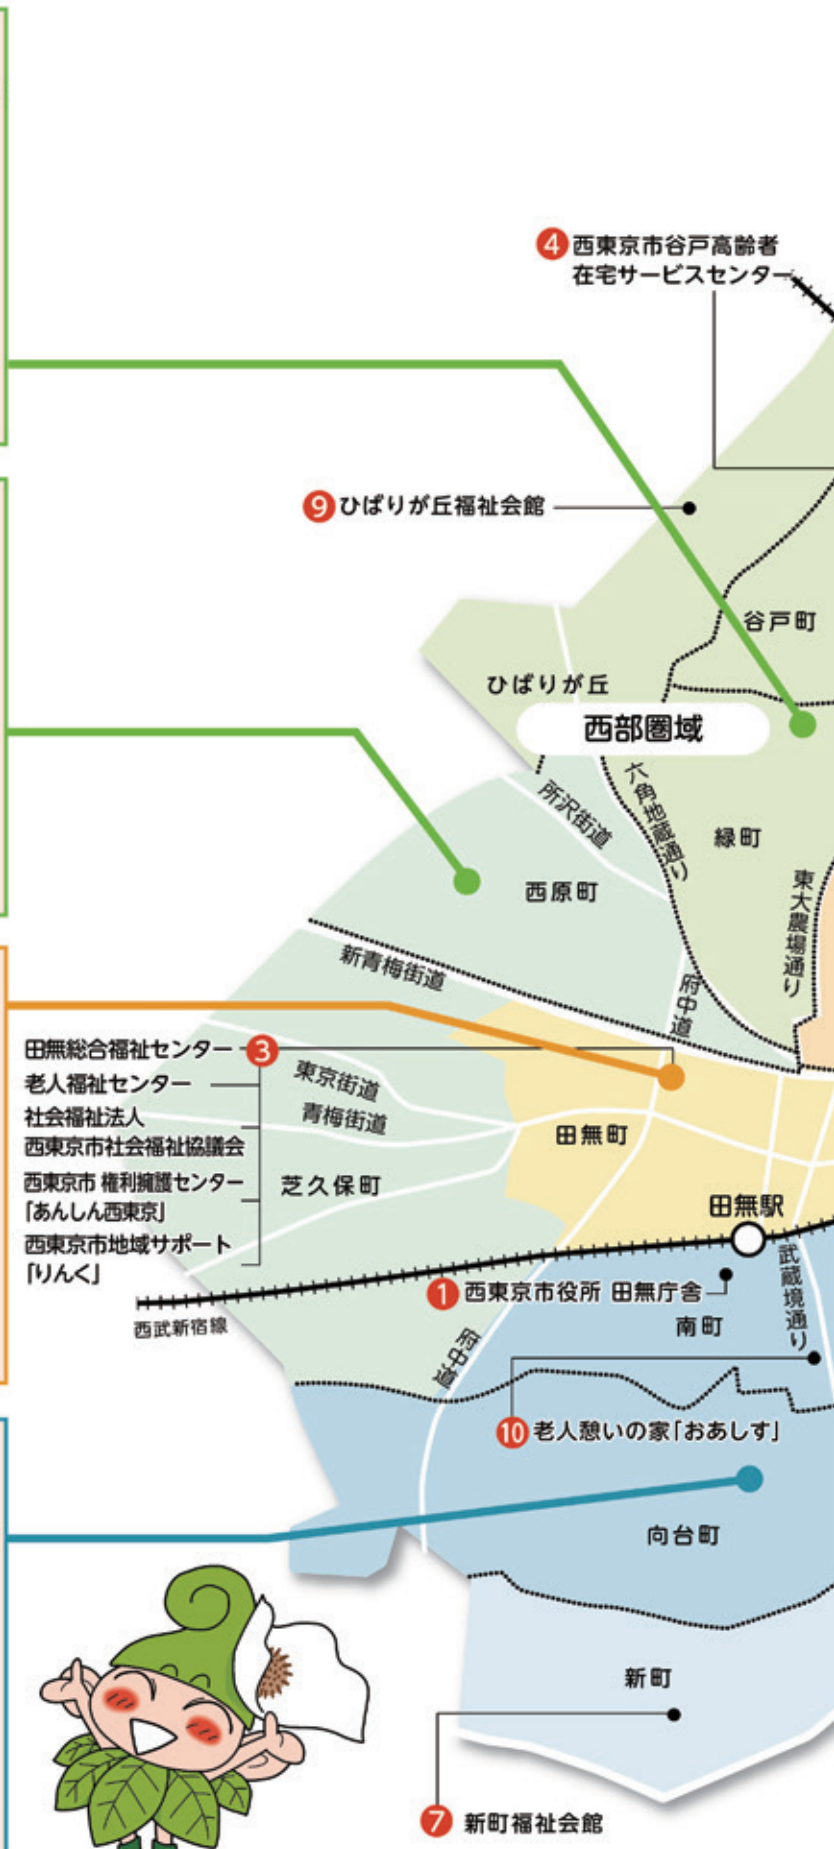 ④ 西東京市谷戸高齢者
在宅サービスセンター
⑨ ひばりが丘福祉会館
谷戸町
ひばりが丘
西部圏域
六角地蔵通り
所沢街道
緑町
西原町
東大農場通り
新青梅街道
府中道
田無総合福祉センター ③
老人福祉センター
社会福祉法人
西東京市社会福祉協議会
西東京市 権利擁護センター
「あんしん西東京」
西東京市地域サポート
「りんく」
東京街道
青梅街道
田無町
芝久保町
田無駅
① 西東京市役所 田無庁舎
武蔵境通り
西武新宿線
南町
府中道
⑩ 老人憩いの家「おあしす」
向台町
新町
⑦ 新町福祉会館